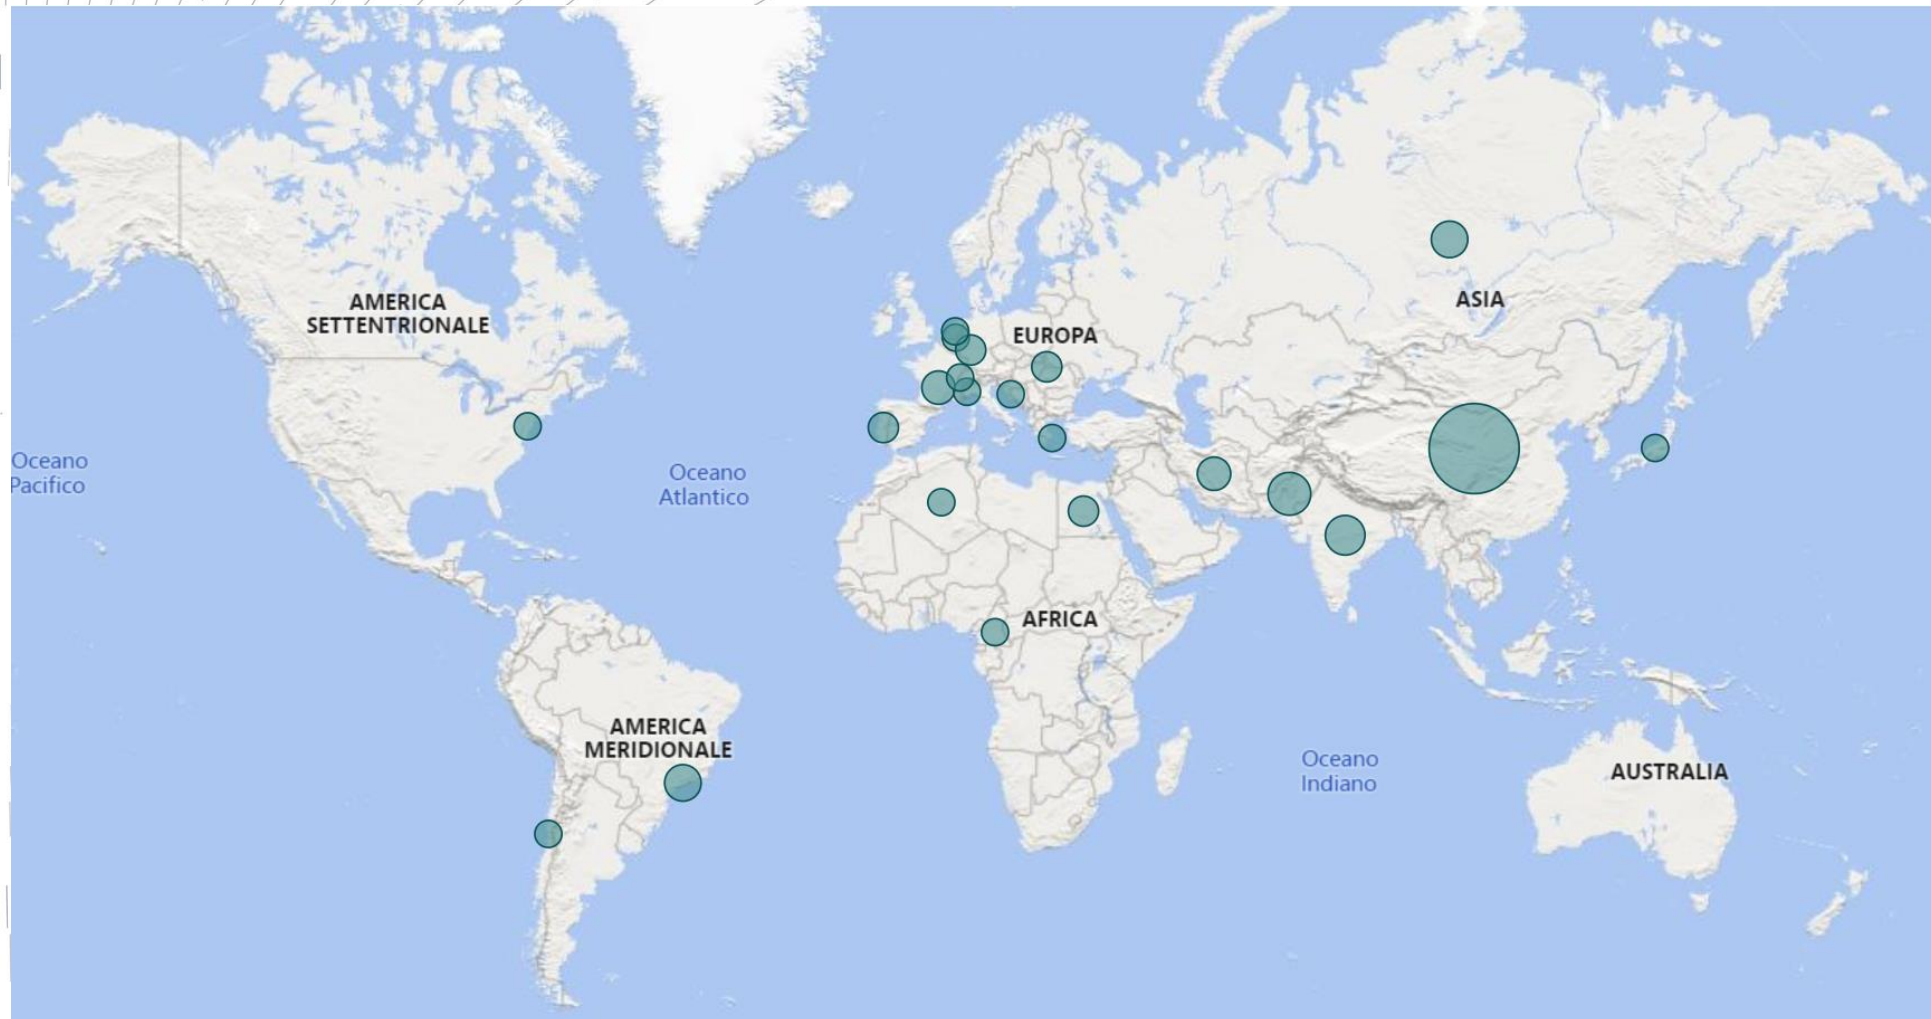 AMERICA
SETTENTRIONALE
ASIA
EUROPA
Oceano
Pacifico
Oceano
Atlantico
AFRICA
AMERICA
MERIDIONALE
Oceano
Indiano
AUSTRALIA